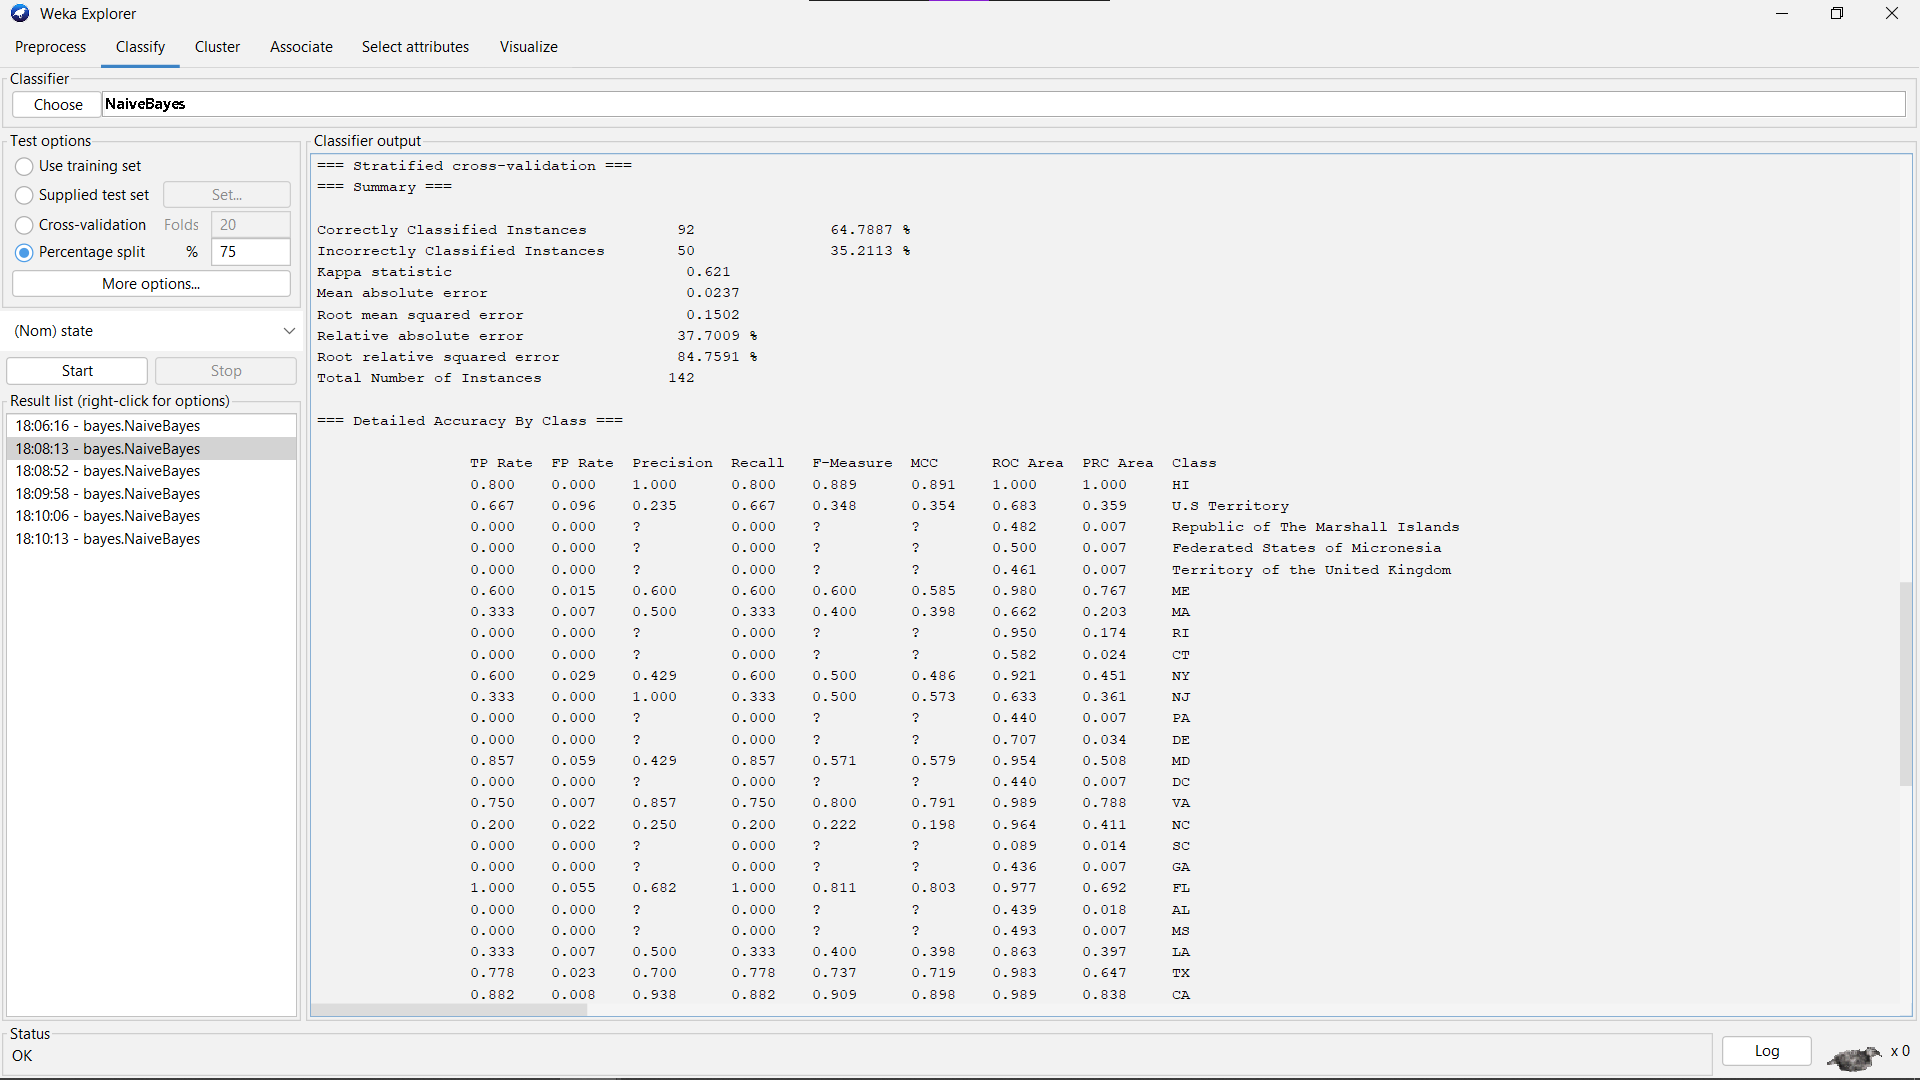 Weka Explorer
Preprocess Classify Cluster Associate Select attributes Visualize
Classifier
Choose NaiveBayes
Test options
Use training set
Supplied test set Set...
Cross-validation Folds 20
Percentage split % 75
More options...
(Nom) state
Start Stop
Result list (right-click for options)
18:06:16 - bayes.NaiveBayes
18:08:13 - bayes.NaiveBayes
18:08:52 - bayes.NaiveBayes
18:09:58 - bayes.NaiveBayes
18:10:06 - bayes.NaiveBayes
18:10:13 - bayes.NaiveBayes
Classifier output
=== Stratified cross-validation ===
=== Summary ===
Correctly Classified Instances 92 64.7887 %
Incorrectly Classified Instances 50 35.2113 %
Kappa statistic 0.621
Mean absolute error 0.0237
Root mean squared error 0.1502
Relative absolute error 37.7009 %
Root relative squared error 84.7591 %
Total Number of Instances 142
=== Detailed Accuracy By Class ===
TP Rate FP Rate Precision Recall F-Measure MCC ROC Area PRC Area Class
0.800 0.000 1.000 0.800 0.889 0.891 1.000 1.000 HI
0.667 0.096 0.235 0.667 0.348 0.354 0.683 0.359 U.S Territory
0.000 0.000 ? 0.000 ? ? 0.482 0.007 Republic of The Marshall Islands
0.000 0.000 ? 0.000 ? ? 0.500 0.007 Federated States of Micronesia
0.000 0.000 ? 0.000 ? ? 0.461 0.007 Territory of the United Kingdom
0.600 0.015 0.600 0.600 0.600 0.585 0.980 0.767 ME
0.333 0.007 0.500 0.333 0.400 0.398 0.662 0.203 MA
0.000 0.000 ? 0.000 ? ? 0.950 0.174 RI
0.000 0.000 ? 0.000 ? ? 0.582 0.024 CT
0.600 0.029 0.429 0.600 0.500 0.486 0.921 0.451 NY
0.333 0.000 1.000 0.333 0.500 0.573 0.633 0.361 NJ
0.000 0.000 ? 0.000 ? ? 0.440 0.007 PA
0.000 0.000 ? 0.000 ? ? 0.707 0.034 DE
0.857 0.059 0.429 0.857 0.571 0.579 0.954 0.508 MD
0.000 0.000 ? 0.000 ? ? 0.440 0.007 DC
0.750 0.007 0.857 0.750 0.800 0.791 0.989 0.788 VA
0.200 0.022 0.250 0.200 0.222 0.198 0.964 0.411 NC
0.000 0.000 ? 0.000 ? ? 0.089 0.014 SC
0.000 0.000 ? 0.000 ? ? 0.436 0.007 GA
1.000 0.055 0.682 1.000 0.811 0.803 0.977 0.692 FL
0.000 0.000 ? 0.000 ? ? 0.439 0.018 AL
0.000 0.000 ? 0.000 ? ? 0.493 0.007 MS
0.333 0.007 0.500 0.333 0.400 0.398 0.863 0.397 LA
0.778 0.023 0.700 0.778 0.737 0.719 0.983 0.647 TX
0.882 0.008 0.938 0.882 0.909 0.898 0.989 0.838 CA
Status
OK
Log x 0